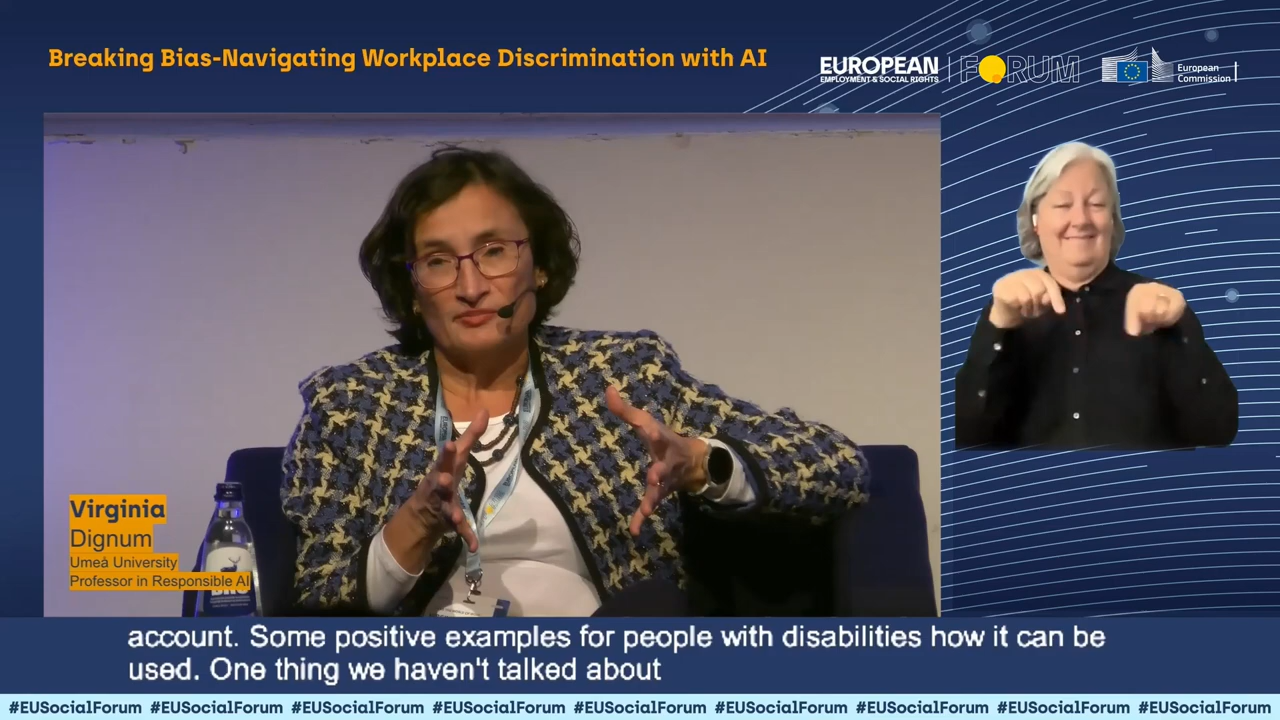 Breaking Bias-Navigating Workplace Discrimination with AI
EUROPEAN
EMPLOYMENT & SOCIAL RIGHTS
FORUM
European
Commission
Virginia
Dignum
Umeå University
Professor in Responsible AI
account. Some positive examples for people with disabilities how it can be
used. One thing we haven't talked about
#EUSocialForum #EUSocialForum #EUSocialForum #EUSocialForum #EUSocialForum #EUSocialForum #EUSocialForum #EUSocialForum #EUSocialForum